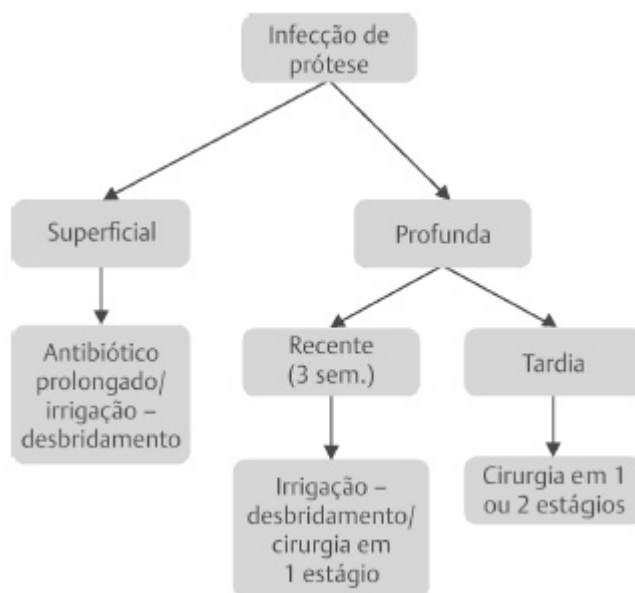 Infecção de
prótese
Superficial
Profunda
Antibiótico
prolongado/
irrigação –
desbridamento
Recente
(3 sem.)
Tardia
Irrigação –
desbridamento/
cirurgia em
1 estágio
Cirurgia em 1
ou 2 estágios